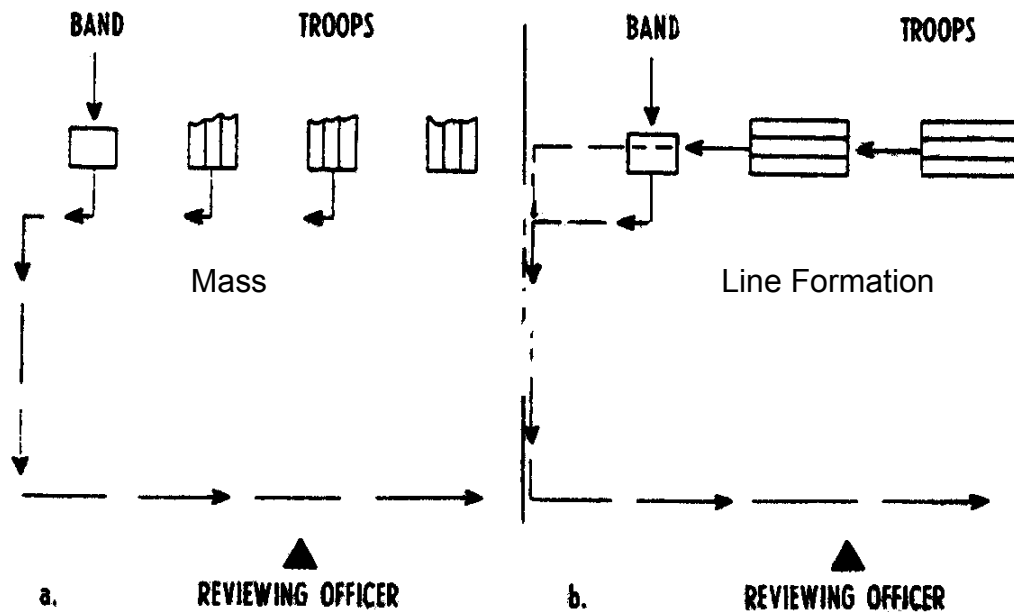 BAND TROOPS
BAND TROOPS
Mass
Line Formation
a. REVIEWING OFFICER
b. REVIEWING OFFICER